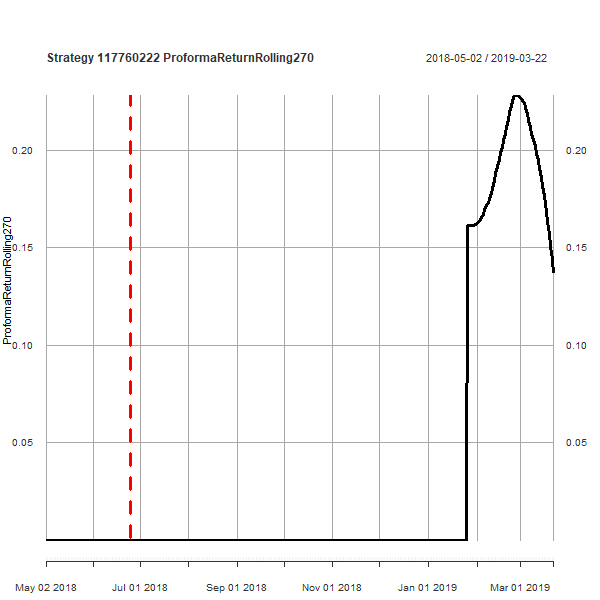 Strategy 117760222 ProformaReturnRolling270
2018-05-02 / 2019-03-22
ProformaReturnRolling270
0.20
0.15
0.10
0.05
0.20
0.15
0.10
0.05
May 02 2018
Jul 01 2018
Sep 01 2018
Nov 01 2018
Jan 01 2019
Mar 01 2019